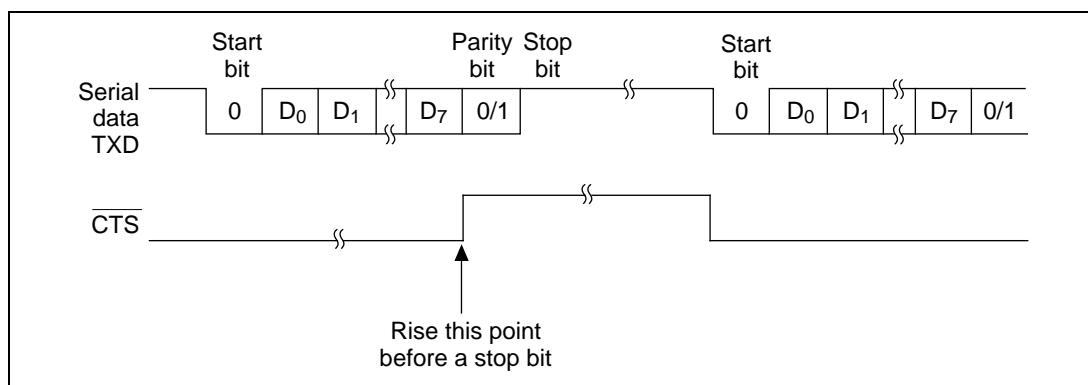 Start
bit
Parity
bit
Stop
bit
Start
bit
Serial
data
TXD
0 D0 D1 D7 0/1 0 D0 D1 D7 0/1
CTS
Rise this point
before a stop bit